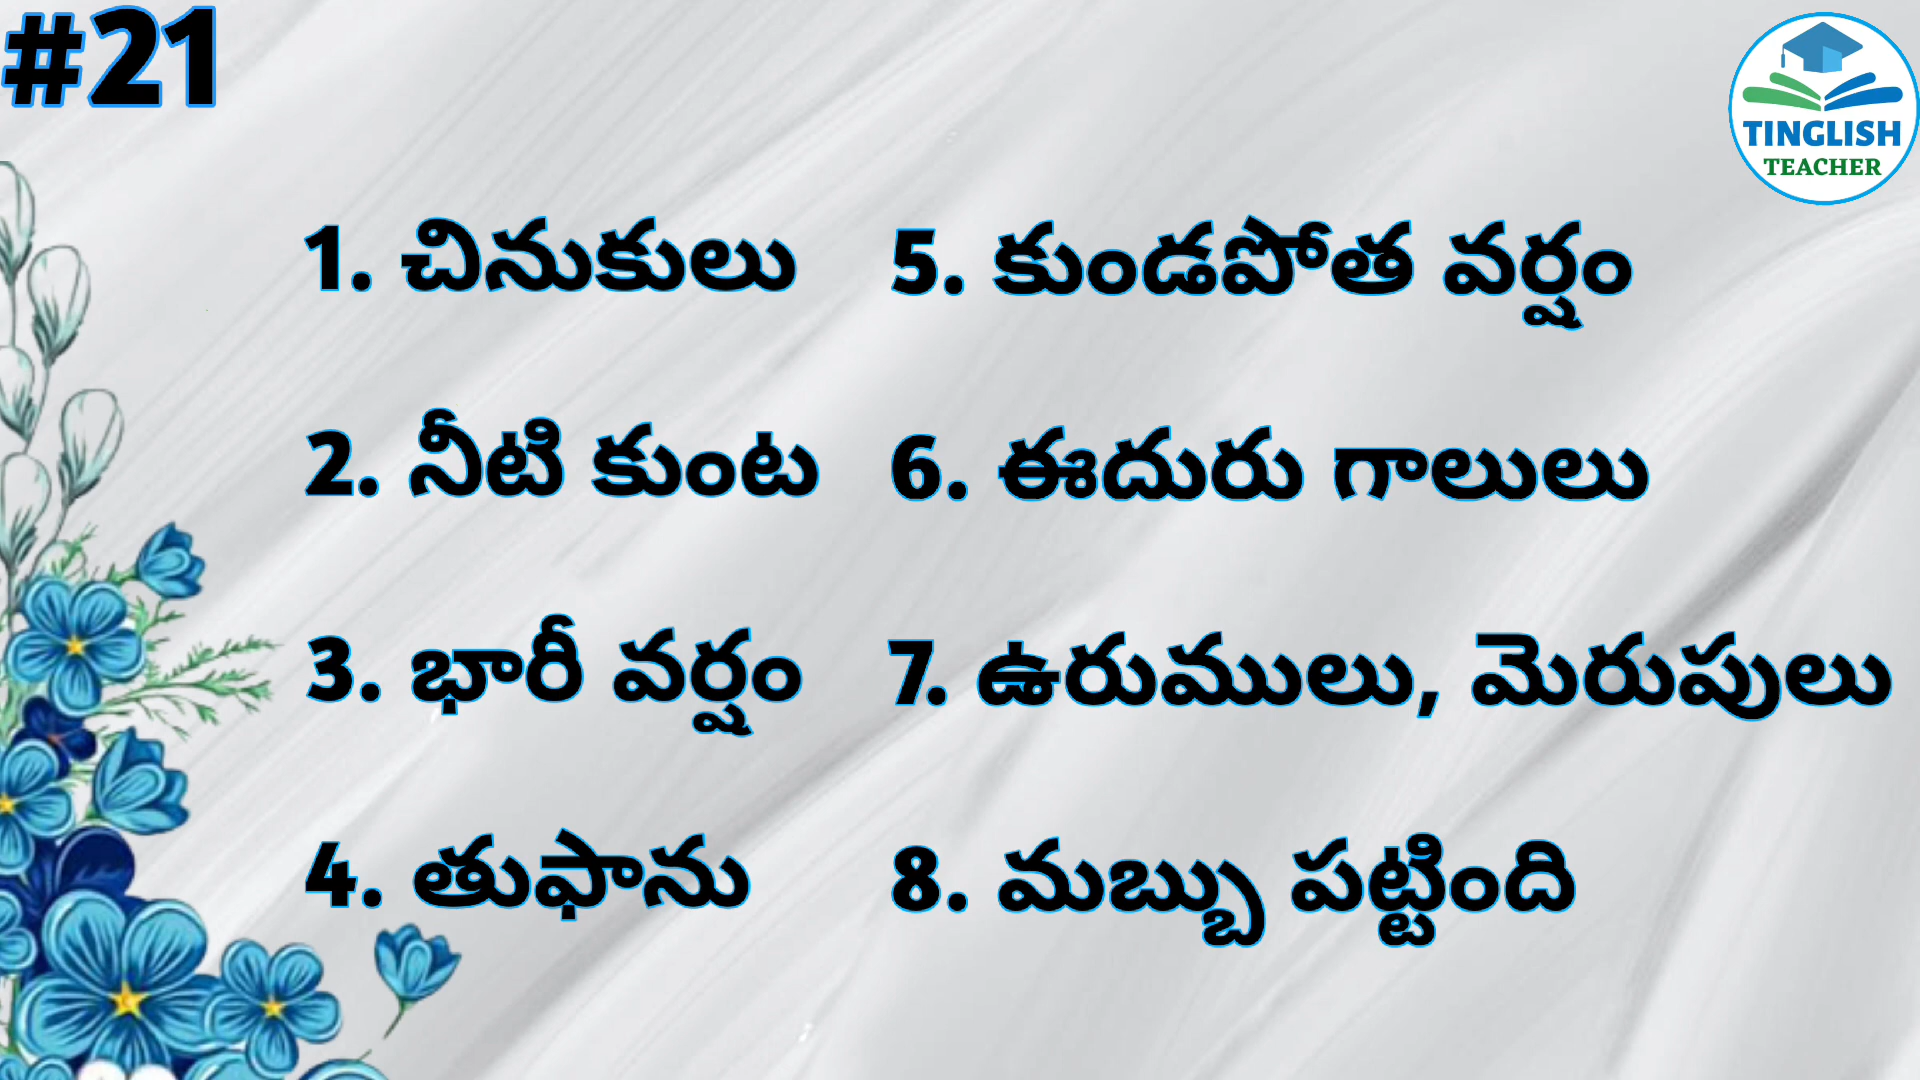 #21
TINGLISH
TEACHER
1. చినుకులు
2. నీటి కుంట
3. భారీ వర్షం
4. తుఫాను
5. కుండపోత వర్షం
6. ఈదురు గాలులు
7. ఉరుములు, మెరుపులు
8. మబ్బు పట్టింది